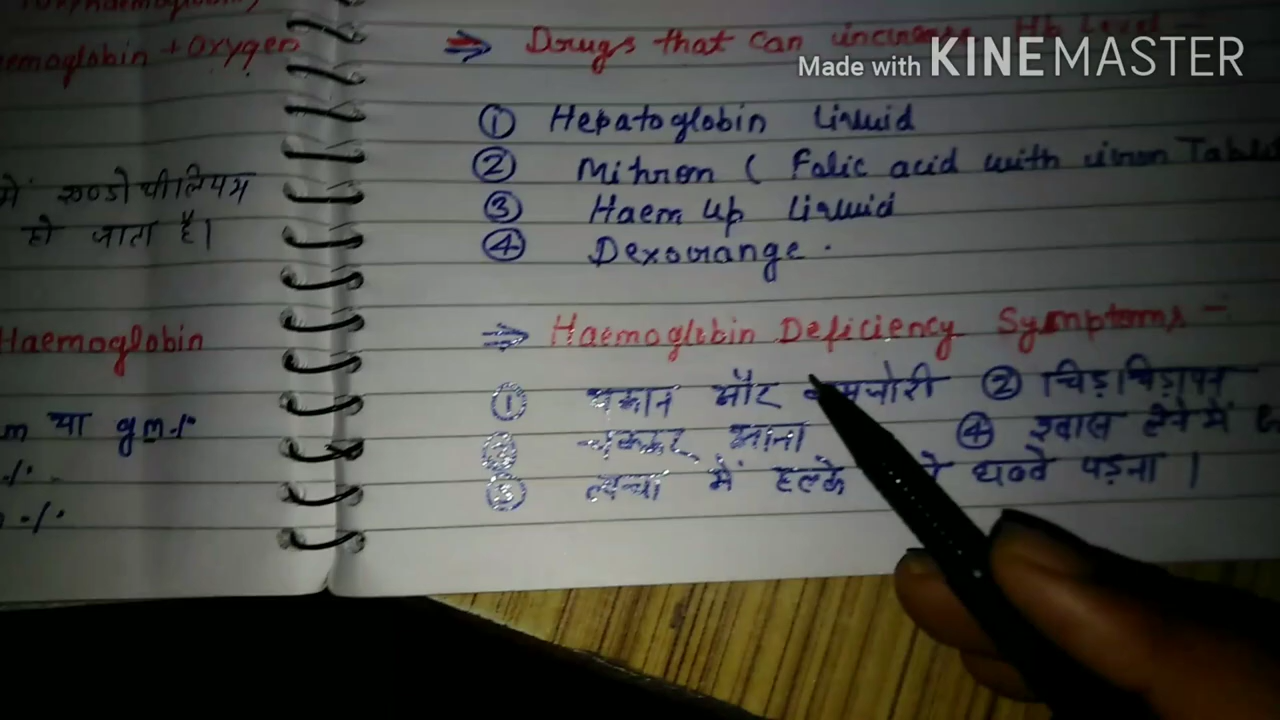 emoglobin + Oxygen
में एण्डोथीलियम
हो जाता है।
Haemoglobin
m या gm%
%
%
⇒ Drugs that can increase Hb Level -
Made with KINEMASTER
① Hepatoglobin Liquid
② Mitron ( Folic acid with iron Table
③ Haem Up Liquid
④ Dexorange.
⇒ Haemoglobin Deficiency Symptoms -
① थकान और कमजोरी ② चिड़चिड़ापन
चक्कर आना ④ श्वास लेने में
⑤ त्वचा में हल्के धब्बे पड़ना ।